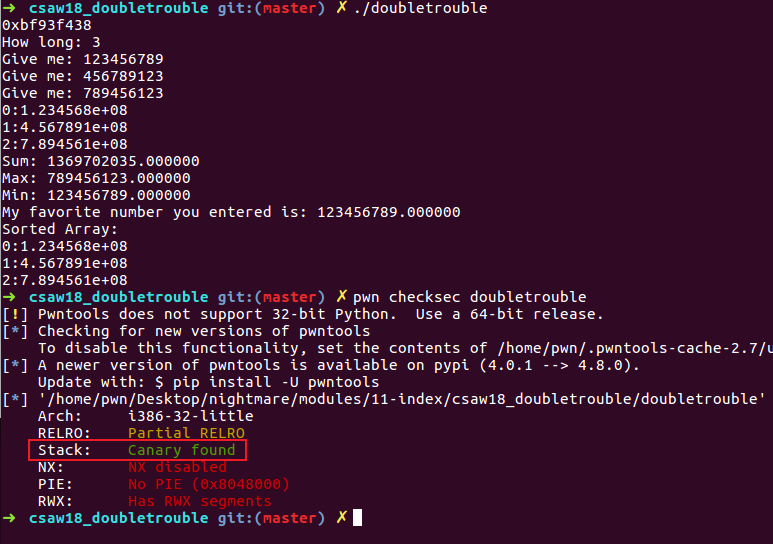 ➜ csaw18_doubletrouble git:(master) ✗ ./doubletrouble
0xbf93f438
How long: 3
Give me: 123456789
Give me: 456789123
Give me: 789456123
0:1.234568e+08
1:4.567891e+08
2:7.894561e+08
Sum: 1369702035.000000
Max: 789456123.000000
Min: 123456789.000000
My favorite number you entered is: 123456789.000000
Sorted Array:
0:1.234568e+08
1:4.567891e+08
2:7.894561e+08
➜ csaw18_doubletrouble git:(master) ✗ pwn checksec doubletrouble
[!] Pwntools does not support 32-bit Python.  Use a 64-bit release.
[*] Checking for new versions of pwntools
    To disable this functionality, set the contents of /home/pwn/.pwntools-cache-2.7/u
[*] A newer version of pwntools is available on pypi (4.0.1 --> 4.8.0).
    Update with: $ pip install -U pwntools
[*] '/home/pwn/Desktop/nightmare/modules/11-index/csaw18_doubletrouble/doubletrouble'
    Arch:     i386-32-little
    RELRO:    Partial RELRO
    Stack:    Canary found
    NX:       NX disabled
    PIE:      No PIE (0x8048000)
    RWX:      Has RWX segments
➜ csaw18_doubletrouble git:(master) ✗